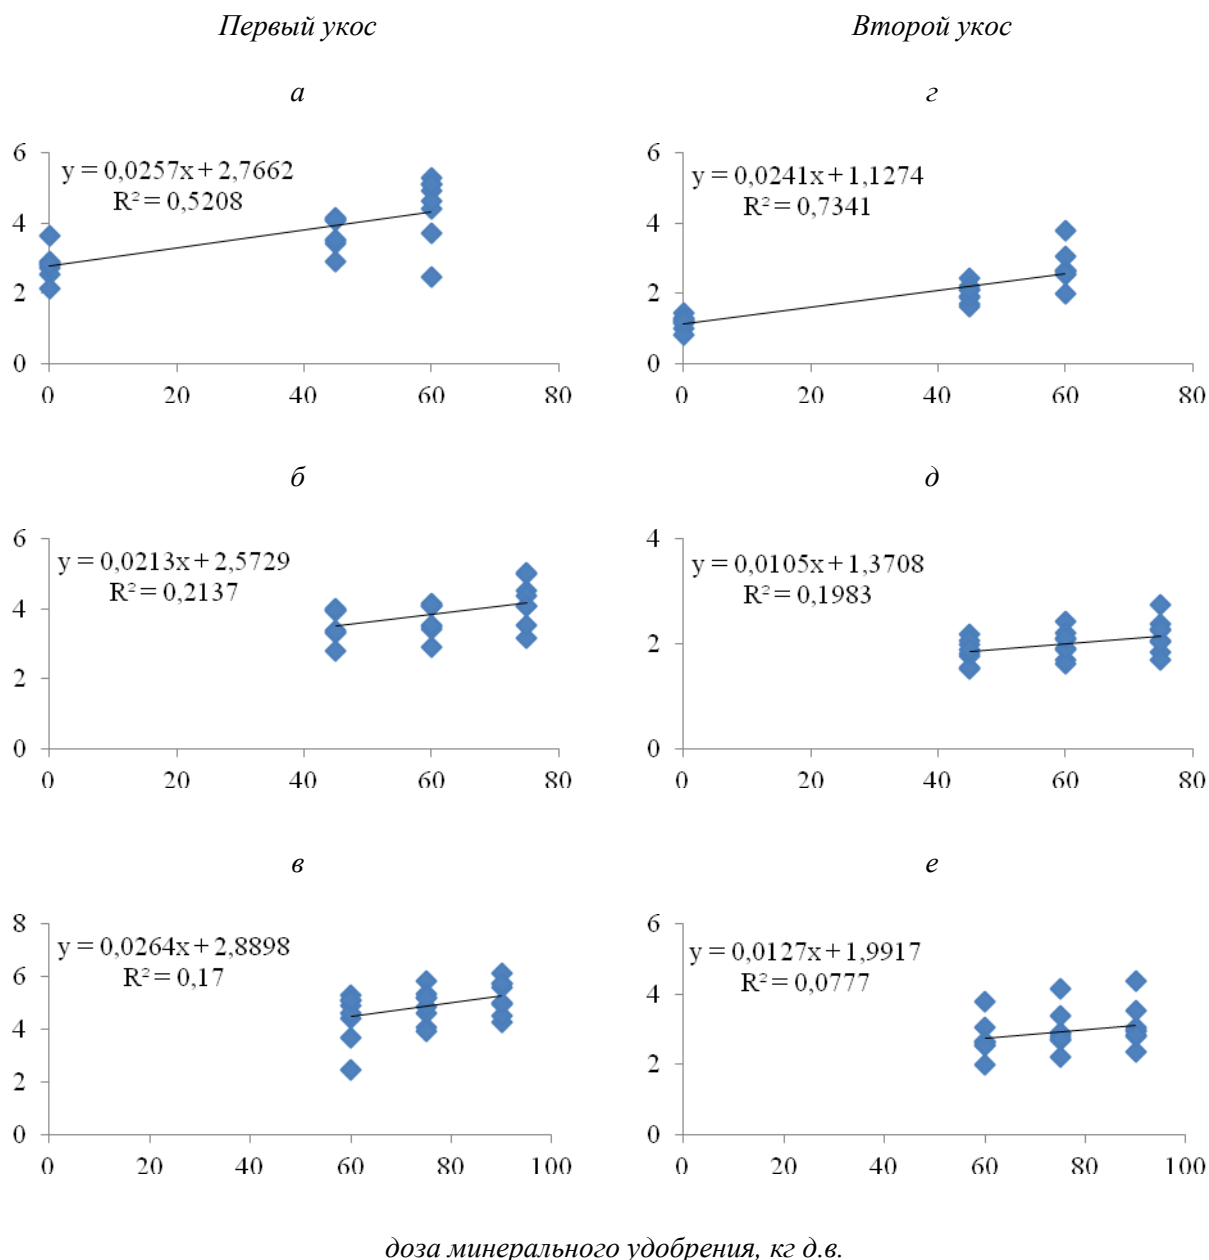 Первый укос
Второй укос
а
г
y = 0,0257x + 2,7662
R² = 0,5208
6
4
2
0
0 20 40 60 80
y = 0,0241x + 1,1274
R² = 0,7341
6
4
2
0
0 20 40 60 80
б
д
y = 0,0213x + 2,5729
R² = 0,2137
6
4
2
0
0 20 40 60 80
y = 0,0105x + 1,3708
R² = 0,1983
4
2
0
0 20 40 60 80
в
е
y = 0,0264x + 2,8898
R² = 0,17
8
6
4
2
0
0 20 40 60 80 100
y = 0,0127x + 1,9917
R² = 0,0777
6
4
2
0
0 20 40 60 80 100
доза минерального удобрения, кг д.в.